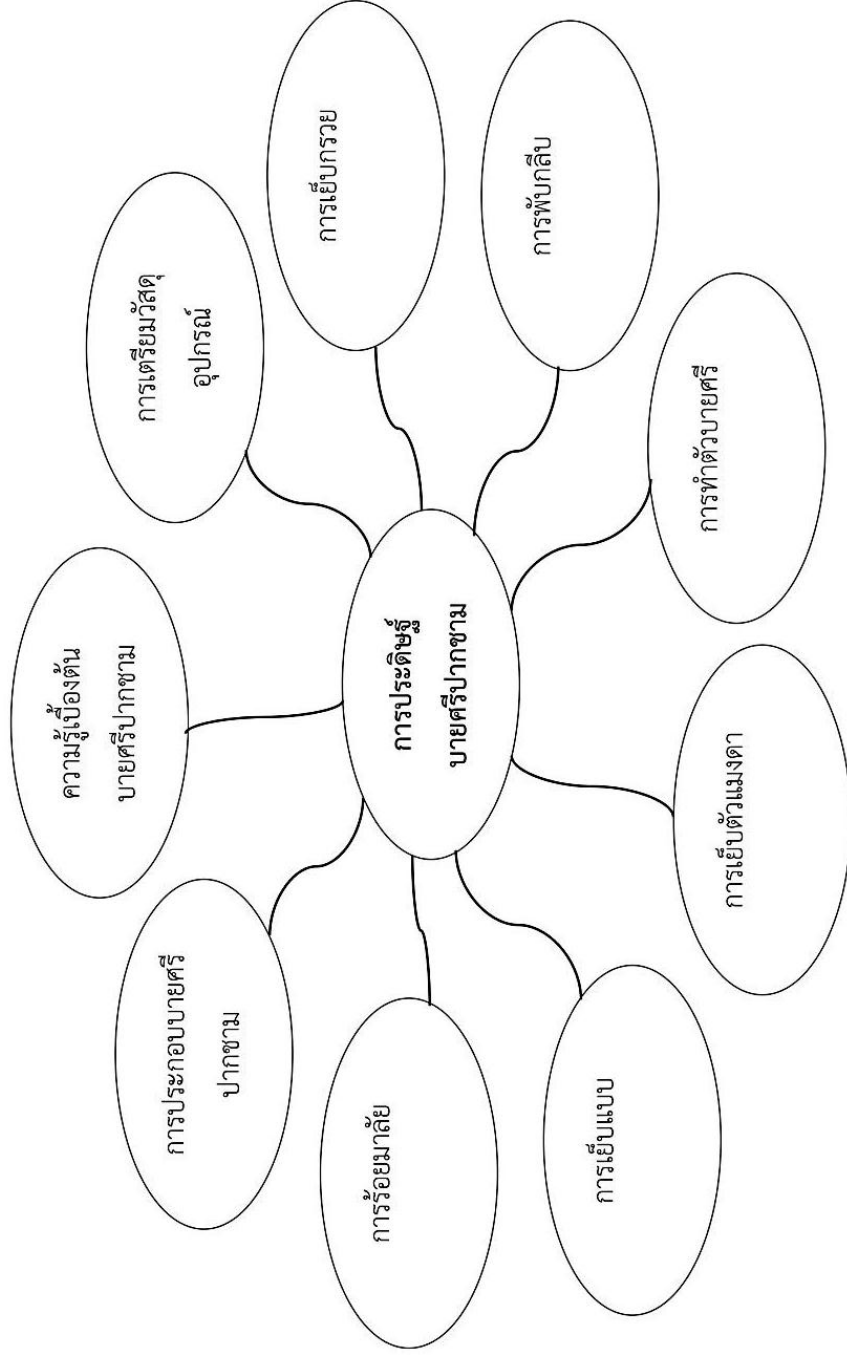 การประดิษฐ์
บายศรีปากชาม
ความรู้เบื้องต้น
บายศรีปากชาม
การเตรียมวัสดุ
อุปกรณ์
การเย็บกรวย
การพับกลีบ
การทำตัวบายศรี
การเย็บตัวแมงดา
การเย็บแบบ
การร้อยมาลัย
การประกอบบายศรี
ปากชาม